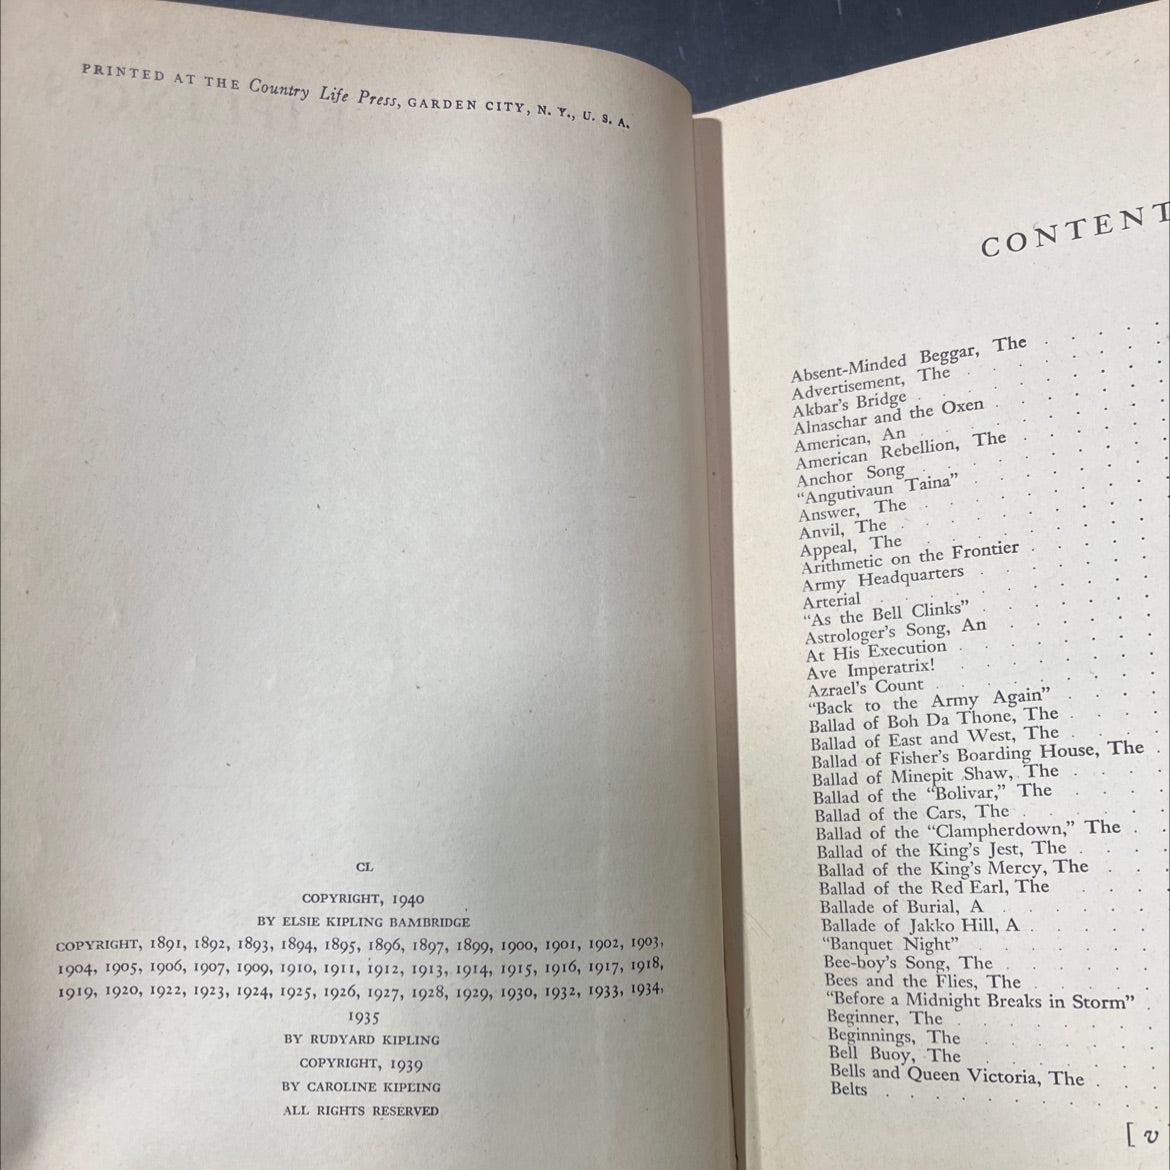 PRINTED AT THE Country Life Press, GARDEN CITY, N. Y., U. S. A.
CL
COPYRIGHT, 1940
BY ELSIE KIPLING BAMBRIDGE
COPYRIGHT, 1891, 1892, 1893, 1894, 1895, 1896, 1897, 1899, 1900, 1901, 1902, 1903,
1904, 1905, 1906, 1907, 1909, 1910, 1911, 1912, 1913, 1914, 1915, 1916, 1917, 1918,
1919, 1920, 1922, 1923, 1924, 1925, 1926, 1927, 1928, 1929, 1930, 1932, 1933, 1934,
1935
BY RUDYARD KIPLING
COPYRIGHT, 1939
BY CAROLINE KIPLING
ALL RIGHTS RESERVED
CONTENT
Absent-Minded Beggar, The
Advertisement, The
Akbar's Bridge
Alnaschar and the Oxen
American, An
American Rebellion, The
Anchor Song
"Angutivaun Taina"
Answer, The
Anvil, The
Appeal, The
Arithmetic on the Frontier
Army Headquarters
Arterial
"As the Bell Clinks"
Astrologer's Song, An
At His Execution
Ave Imperatrix!
Azrael's Count
"Back to the Army Again"
Ballad of Boh Da Thone, The
Ballad of East and West, The
Ballad of Fisher's Boarding House, The
Ballad of Minepit Shaw, The
Ballad of the "Bolivar," The
Ballad of the Cars, The
Ballad of the "Clampherdown," The
Ballad of the King's Jest, The
Ballad of the King's Mercy, The
Ballad of the Red Earl, The
Ballade of Burial, A
Ballade of Jakko Hill, A
"Banquet Night"
Bee-boy's Song, The
Bees and the Flies, The
"Before a Midnight Breaks in Storm"
Beginner, The
Beginnings, The
Bell Buoy, The
Bells and Queen Victoria, The
Belts
[ v